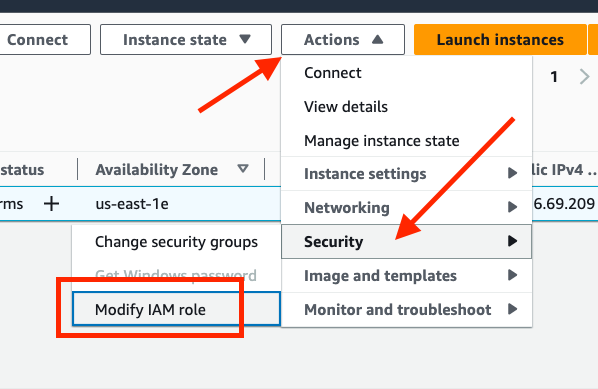 Connect
Instance state
Actions
Launch instances
1
Connect
View details
Manage instance state
status
Availability Zone
Instance settings
lic IPv4 ...
rms
us-east-1e
Networking
6.69.209
Change security groups
Security
Get Windows password
Image and templates
Modify IAM role
Monitor and troubleshoot